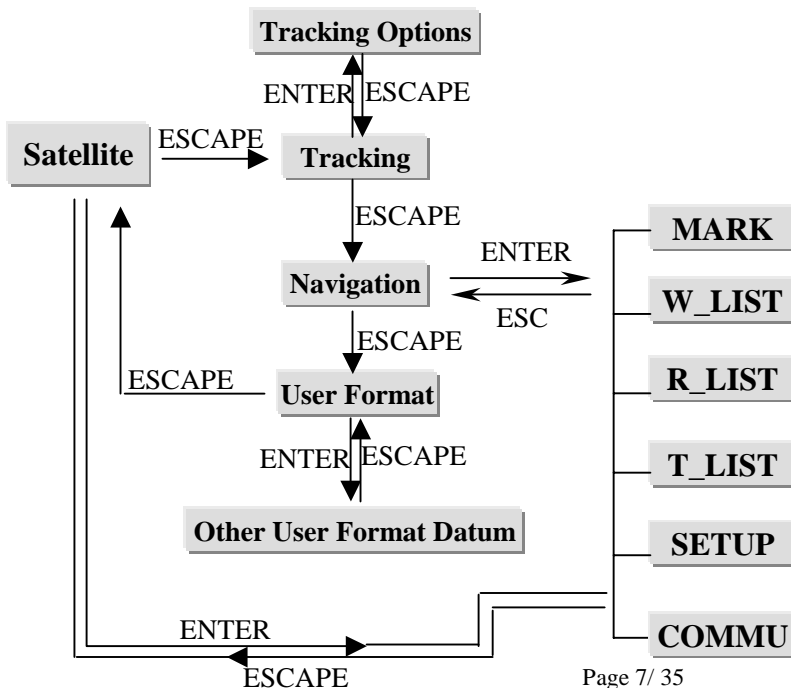 Tracking Options
ENTER ESCAPE
Satellite
ESCAPE
Tracking
ESCAPE
Navigation
ENTER
ESC
ESCAPE
User Format
ESCAPE
ENTER ESCAPE
Other User Format Datum
MARK
W_LIST
R_LIST
T_LIST
SETUP
COMMU
ENTER
ESCAPE
Page 7/ 35